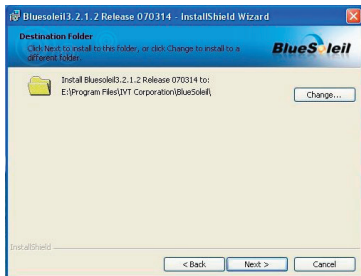 Bluesoleil3.2.1.2 Release 070314 - InstallShield Wizard
Destination Folder
Click Next to install to this folder, or click Change to install to a
different folder.
BlueSoleil
Install Bluesoleil3.2.1.2 Release 070314 to:
E:\Program Files\IVT Corporation\BlueSoleil\
Change...
InstallShield
< Back
Next >
Cancel